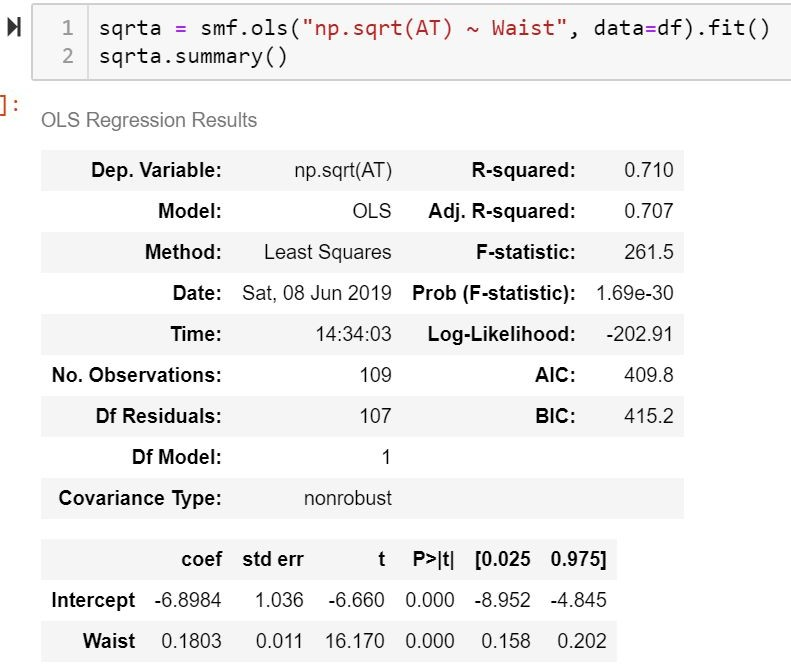 1 sqrta = smf.ols("np.sqrt(AT) ~ Waist", data=df).fit()
2 sqrta.summary()
]:
OLS Regression Results
Dep. Variable: np.sqrt(AT) R-squared: 0.710
Model: OLS Adj. R-squared: 0.707
Method: Least Squares F-statistic: 261.5
Date: Sat, 08 Jun 2019 Prob (F-statistic): 1.69e-30
Time: 14:34:03 Log-Likelihood: -202.91
No. Observations: 109 AIC: 409.8
Df Residuals: 107 BIC: 415.2
Df Model: 1
Covariance Type: nonrobust
coef std err t P>|t| [0.025 0.975]
Intercept -6.8984 1.036 -6.660 0.000 -8.952 -4.845
Waist 0.1803 0.011 16.170 0.000 0.158 0.202